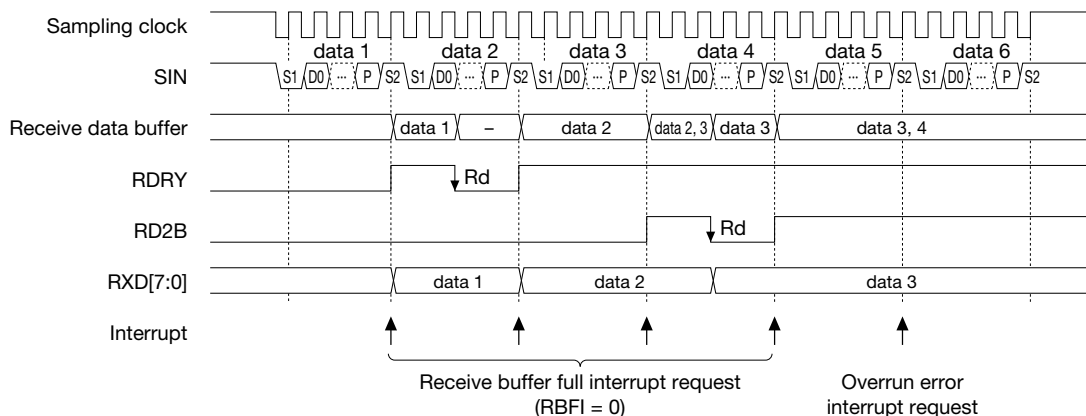 Sampling clock
data 1 data 2 data 3 data 4 data 5 data 6
SIN S1 D0 ... P S2 S1 D0 ... P S2 S1 D0 ... P S2 S1 D0 ... P S2 S1 D0 ... P S2 S1 D0 ... P S2
Receive data buffer data 1 – data 2 data 2, 3 data 3 data 3, 4
RDRY Rd
RD2B Rd
RXD[7:0] data 1 data 2 data 3
Interrupt
Receive buffer full interrupt request Overrun error
(RBFI = 0) interrupt request